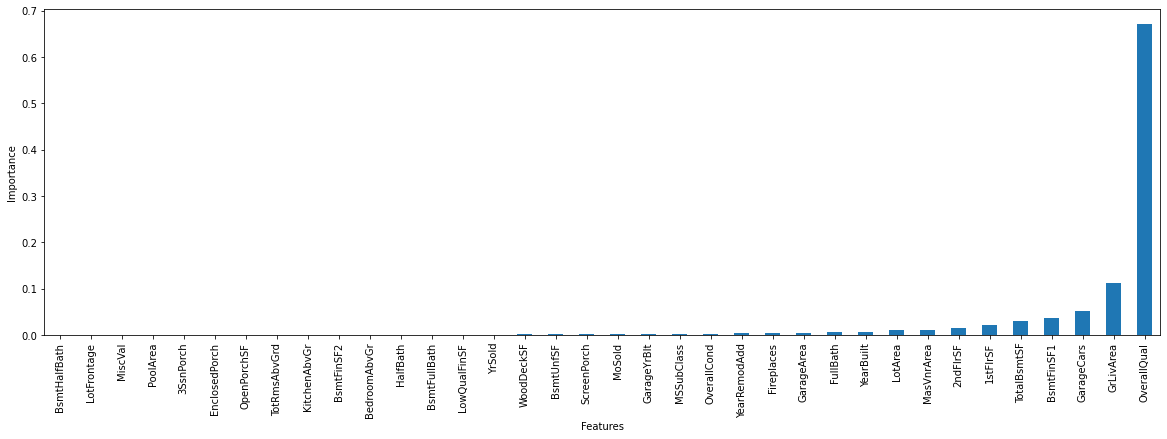 0.7
0.6
0.5
0.4
0.3
0.2
0.1
0.0
Importance
BsmtHalfBath
LotFrontage
MiscVal
PoolArea
3SsnPorch
EnclosedPorch
OpenPorchSF
TotRmsAbvGrd
KitchenAbvGr
BsmtFinSF2
BedroomAbvGr
HalfBath
BsmtFullBath
LowQualFinSF
YrSold
WoodDeckSF
BsmtUnfSF
ScreenPorch
MoSold
GarageYrBlt
MSSubClass
OverallCond
YearRemodAdd
Fireplaces
GarageArea
FullBath
YearBuilt
LotArea
MasVnrArea
2ndFlrSF
1stFlrSF
TotalBsmtSF
BsmtFinSF1
GarageCars
GrLivArea
OverallQual
Features